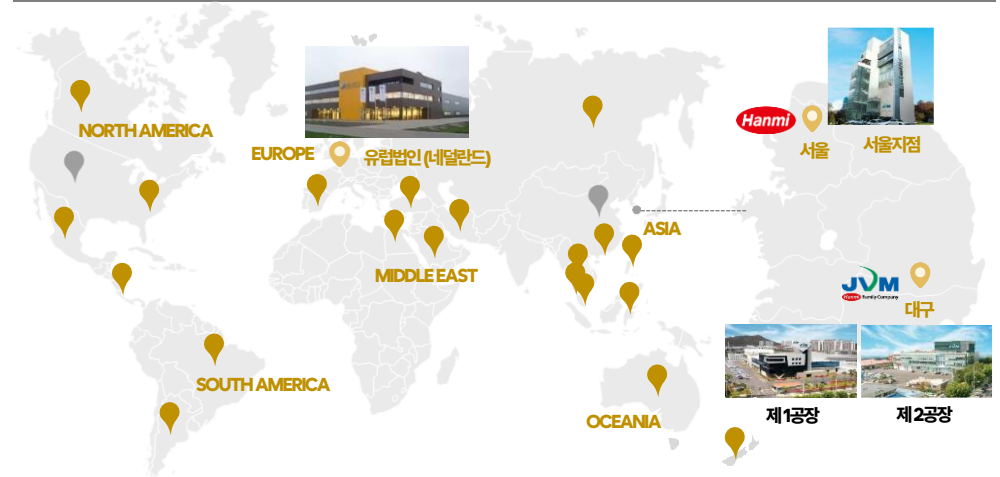 Hanmi
서울
서울지점
NORTH AMERICA
EUROPE
유럽법인 (네덜란드)
ASIA
MIDDLE EAST
JVM
Hanmi Family Company
대구
SOUTH AMERICA
OCEANIA
제1공장
제2공장